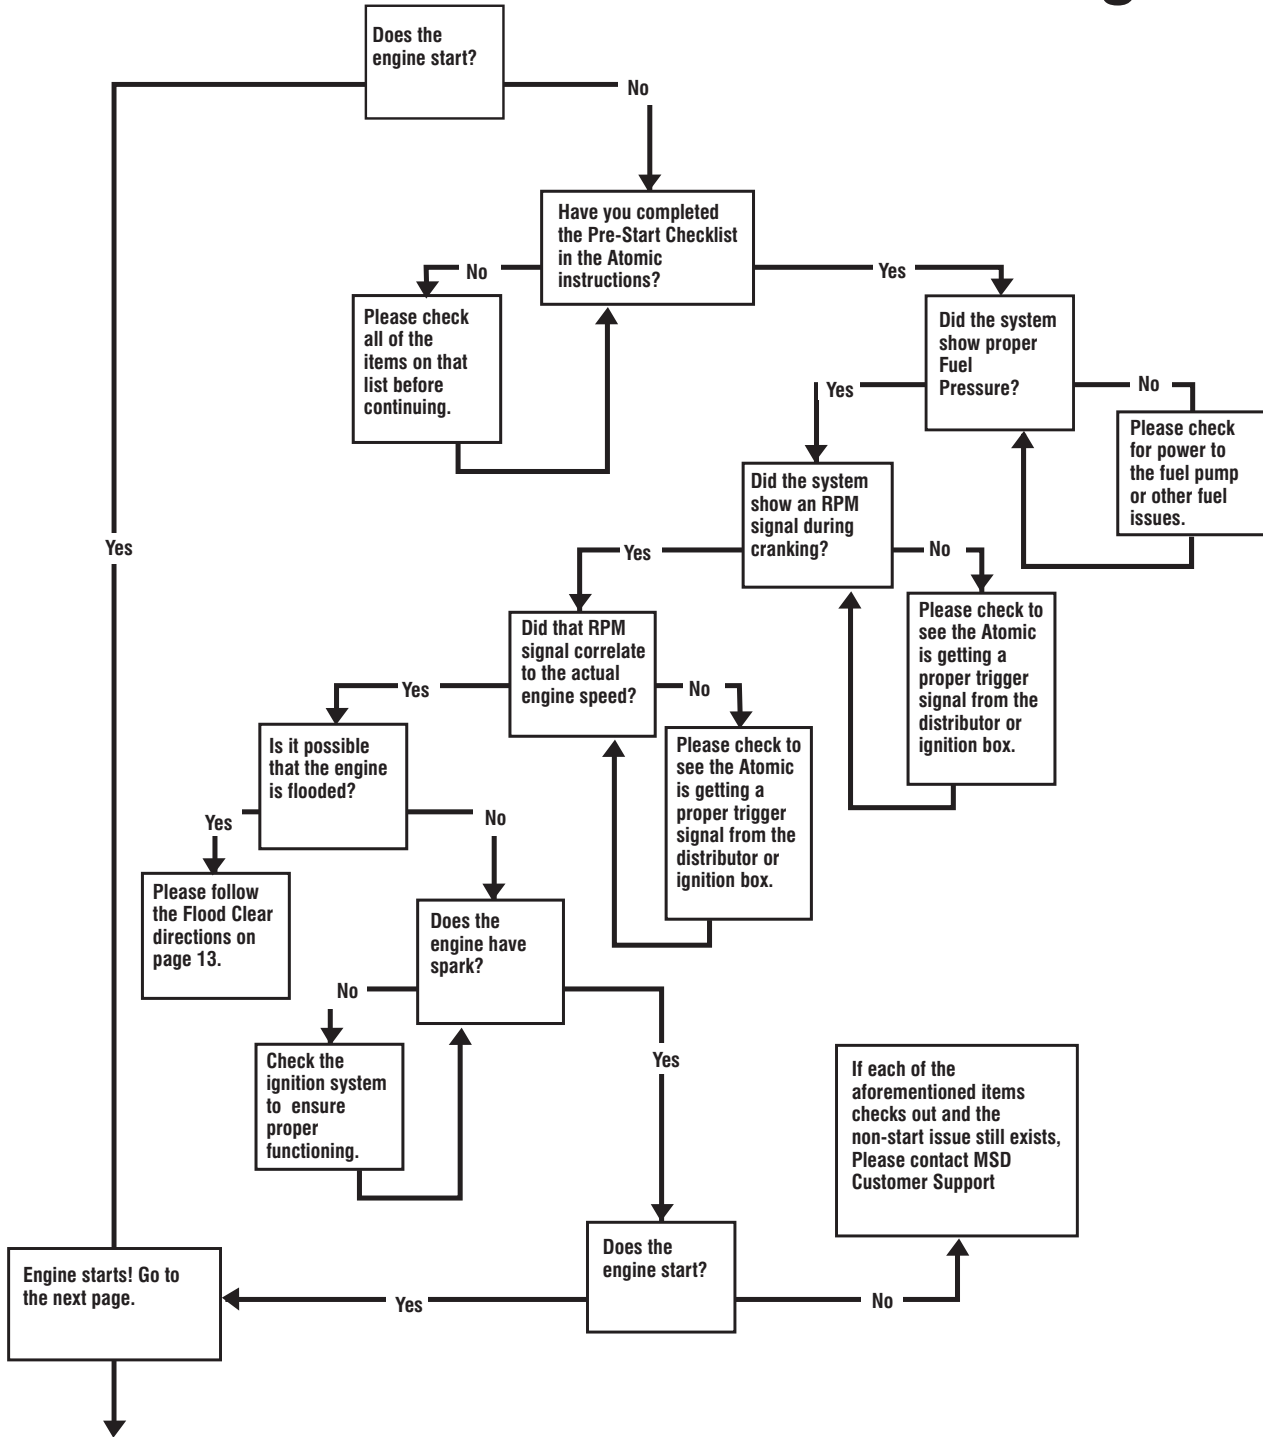 Does the
engine start?
No
Have you completed
the Pre-Start Checklist
in the Atomic
instructions?
No
Yes
Please check
all of the
items on that
list before
continuing.
Did the system
show proper
Fuel
Pressure?
Yes
No
Please check
for power to
the fuel pump
or other fuel
issues.
Did the system
show an RPM
signal during
cranking?
Yes
Yes
No
Please check to
see the Atomic
is getting a
proper trigger
signal from the
distributor or
ignition box.
Did that RPM
signal correlate
to the actual
engine speed?
Yes
No
Please check to
see the Atomic
is getting a
proper trigger
signal from the
distributor or
ignition box.
Is it possible
that the engine
is flooded?
Yes
No
Please follow
the Flood Clear
directions on
page 13.
Does the
engine have
spark?
No
Yes
Check the
ignition system
to  ensure
proper
functioning.
If each of the
aforementioned items
checks out and the
non-start issue still exists,
Please contact MSD
Customer Support
Does the
engine start?
Engine starts! Go to
the next page.
Yes
No